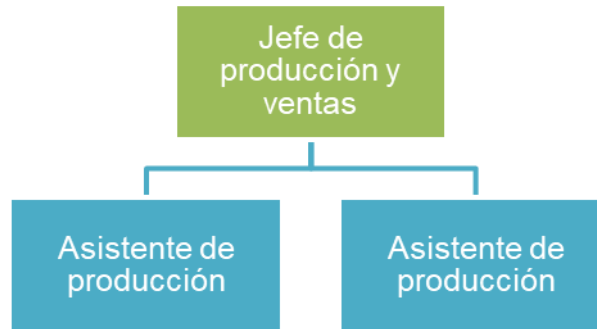 Jefe de
producción y
ventas
Asistente de
producción
Asistente de
producción